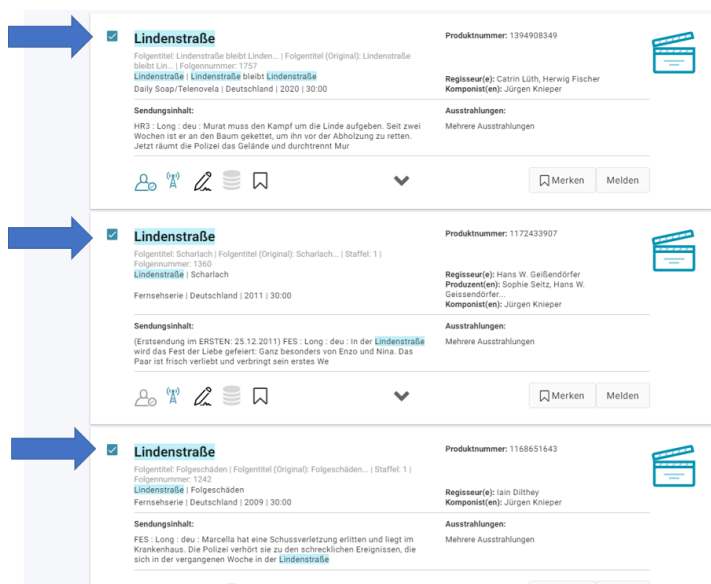 Lindenstraße
Produktnummer: 1394908349
Folgentitel: Lindenstraße bleibt Linden... | Folgentitel (Original): Lindenstraße
bleibt Lin... | Folgennummer: 1757
Lindenstraße | Lindenstraße bleibt Lindenstraße
Daily Soap/Telenovela | Deutschland | 2020 | 30:00
Regisseur(e): Catrin Lüth, Herwig Fischer
Komponist(en): Jürgen Knieper
Sendungsinhalt:
HR3 : Long : deu : Murat muss den Kampf um die Linde aufgeben. Seit zwei
Wochen ist er an den Baum gekettet, um ihn vor der Abholzung zu retten.
Jetzt räumt die Polizei das Gelände und durchtrennt Mur
Ausstrahlungen:
Mehrere Ausstrahlungen
Merken
Melden
Lindenstraße
Produktnummer: 1172433907
Folgentitel: Scharlach | Folgentitel (Original): Scharlach... | Staffel: 1 |
Folgennummer: 1360
Lindenstraße | Scharlach
Fernsehserie | Deutschland | 2011 | 30:00
Regisseur(e): Hans W. Geißendörfer
Produzent(en): Sophie Seitz, Hans W.
Geissendörfer...
Komponist(en): Jürgen Knieper
Sendungsinhalt:
(Erstsendung im ERSTEN: 25.12.2011) FES : Long : deu : In der Lindenstraße
wird das Fest der Liebe gefeiert: Ganz besonders von Enzo und Nina. Das
Paar ist frisch verliebt und verbringt sein erstes We
Ausstrahlungen:
Mehrere Ausstrahlungen
Merken
Melden
Lindenstraße
Produktnummer: 1168651643
Folgentitel: Folgeschäden | Folgentitel (Original): Folgeschäden... | Staffel: 1 |
Folgennummer: 1242
Lindenstraße | Folgeschäden
Fernsehserie | Deutschland | 2009 | 30:00
Regisseur(e): Iain Dilthey
Komponist(en): Jürgen Knieper
Sendungsinhalt:
FES : Long : deu : Marcella hat eine Schussverletzung erlitten und liegt im
Krankenhaus. Die Polizei verhört sie zu den schrecklichen Ereignissen, die
sich in der vergangenen Woche in der Lindenstraße
Ausstrahlungen:
Mehrere Ausstrahlungen